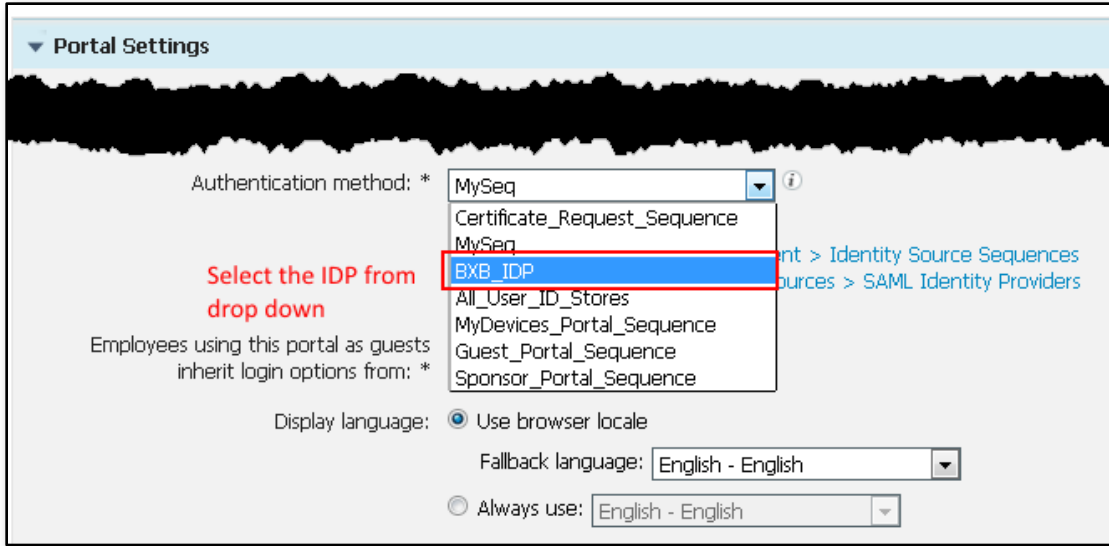 Portal Settings
Authentication method: * MySeq
Certificate_Request_Sequence
MySeq
BXB_IDP
All_User_ID_Stores
MyDevices_Portal_Sequence
Guest_Portal_Sequence
Sponsor_Portal_Sequence
> Identity Source Sequences
> SAML Identity Providers
Select the IDP from
drop down
Employees using this portal as guests
inherit login options from: *
Display language: Use browser locale
Fallback language: English - English
Always use: English - English